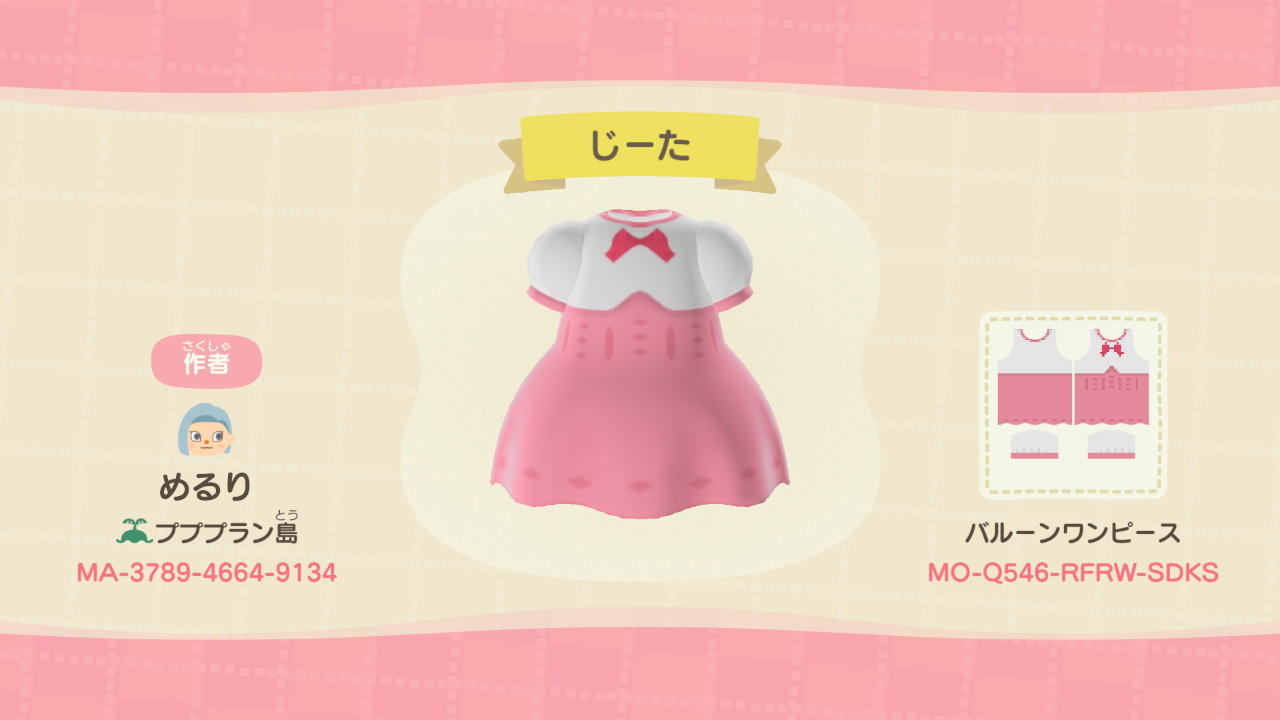 じーた
さくしゃ
作者
めるり
とう
プププラン島
MA-3789-4664-9134
バルーンワンピース
MO-Q546-RFRW-SDKS